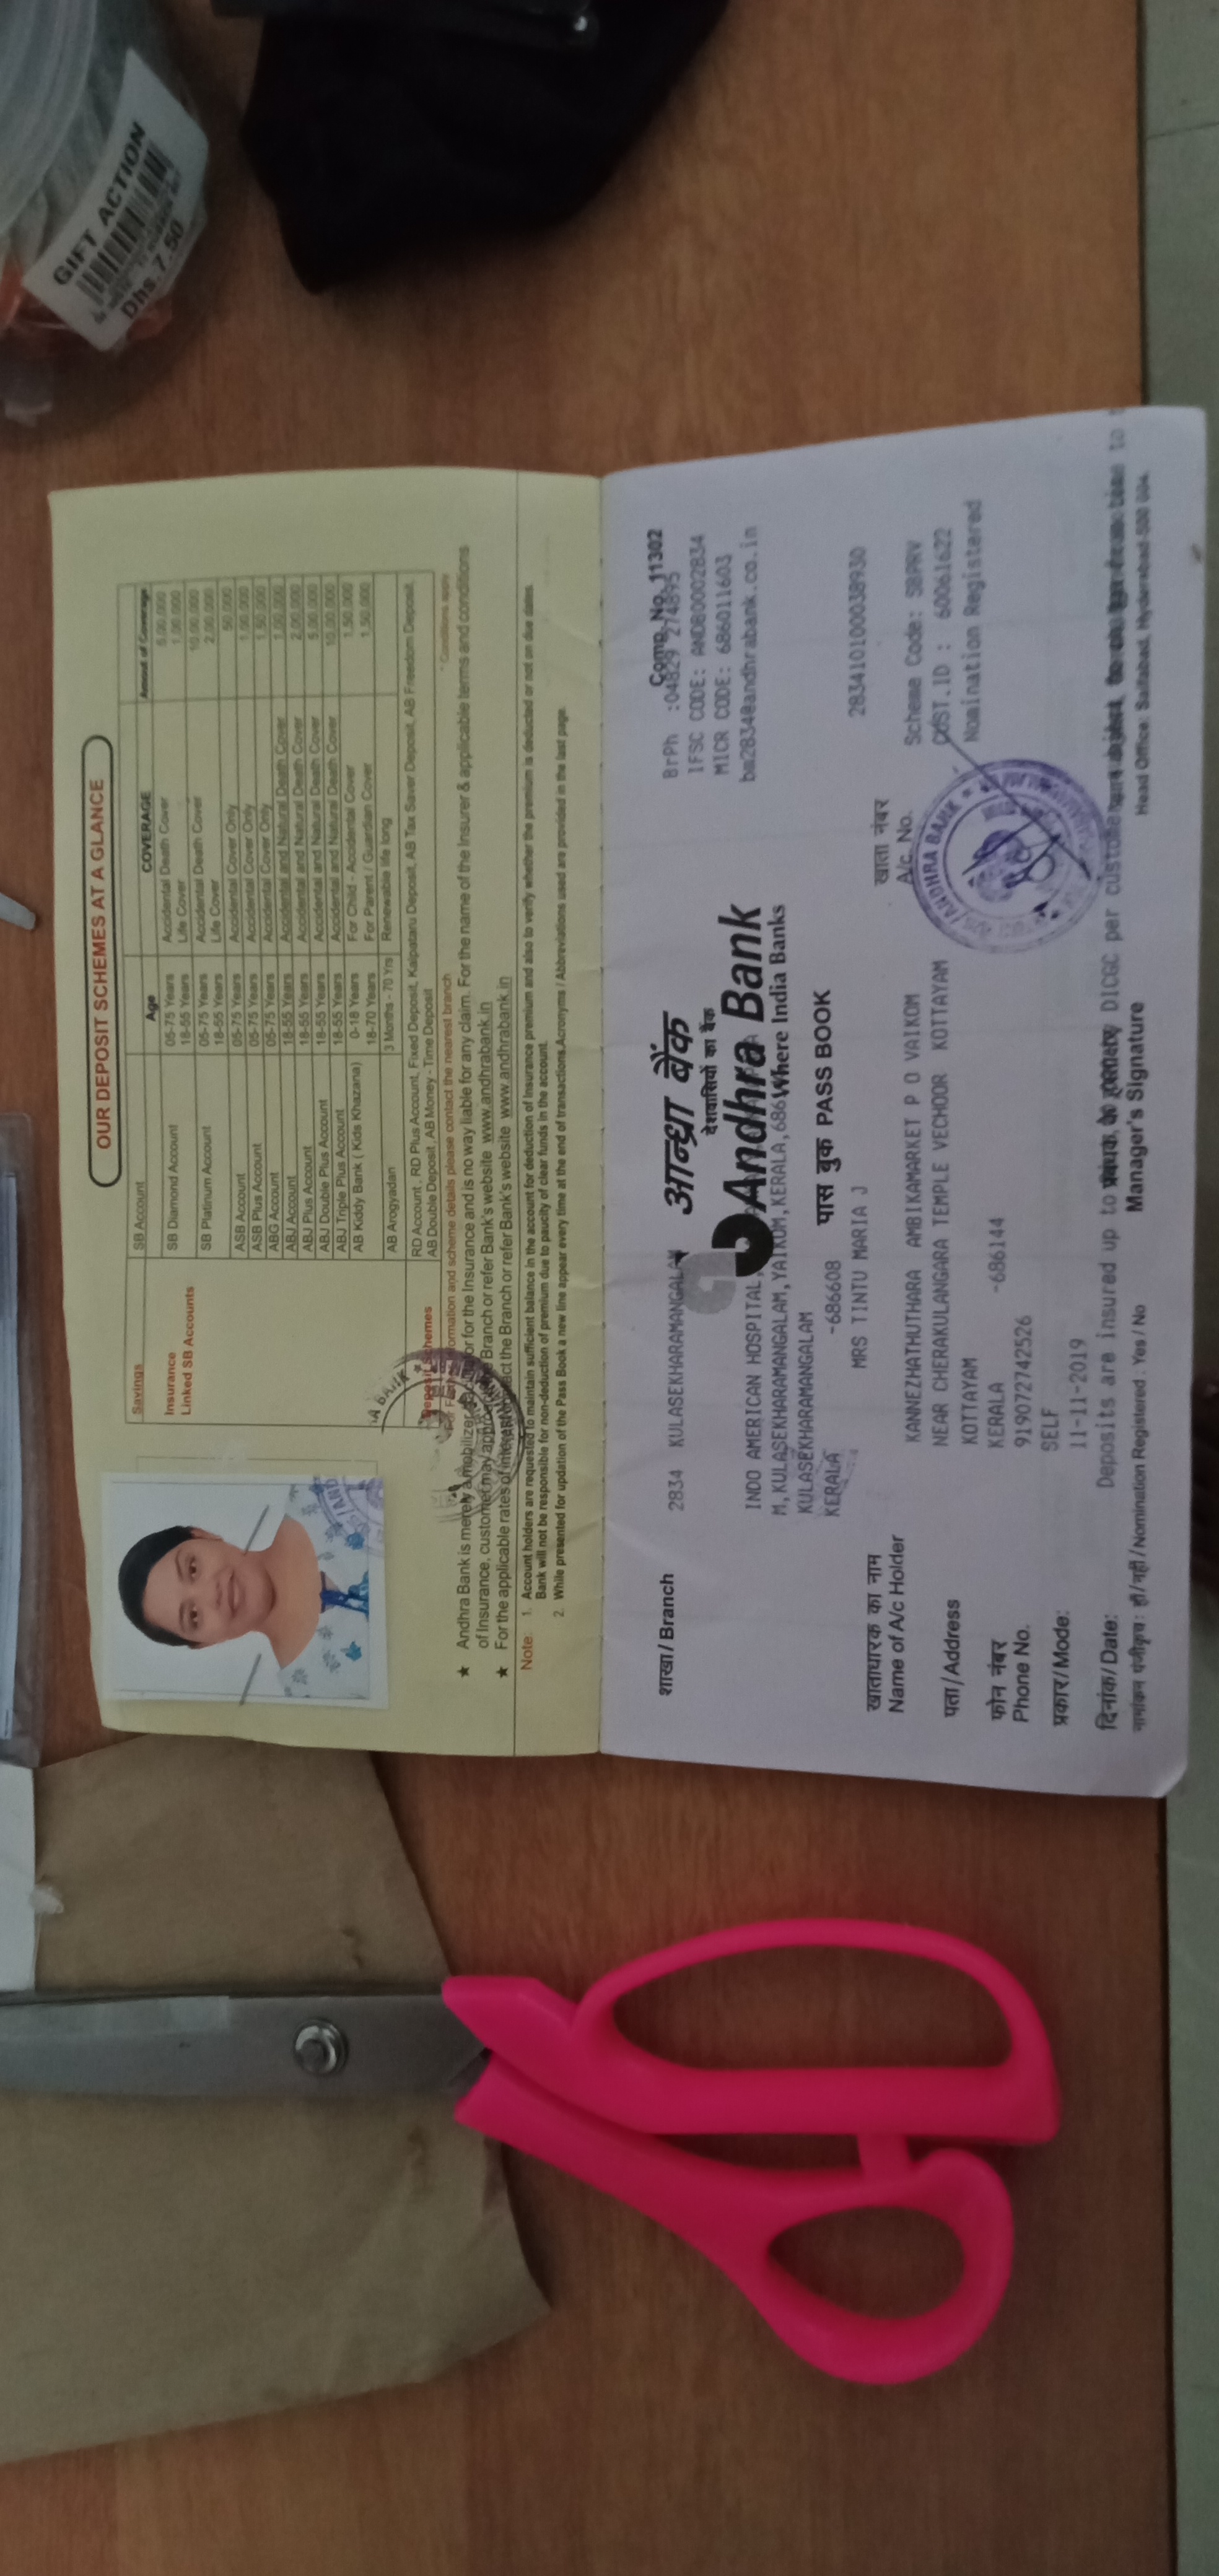 GIFT ACTION
Dhs 7.50
OUR DEPOSIT SCHEMES AT A GLANCE
Savings SB Account Age COVERAGE Amount of Coverage
Insurance SB Diamond Account 05-75 Years Accidental Death Cover 5,00,000
Linked SB Accounts 18-55 Years Life Cover 1,00,000
SB Platinum Account 05-75 Years Accidental Death Cover 10,00,000
18-55 Years Life Cover 2,00,000
ASB Account 05-75 Years Accidental Cover Only 50,000
ASB Plus Account 05-75 Years Accidental Cover Only 1,00,000
ABG Account 05-75 Years Accidental Cover Only 1,50,000
ABJ Account 18-55 Years Accidental and Natural Death Cover 1,00,000
ABJ Plus Account 18-55 Years Accidental and Natural Death Cover 2,00,000
ABJ Double Plus Account 18-55 Years Accidental and Natural Death Cover 5,00,000
ABJ Triple Plus Account 18-55 Years Accidental and Natural Death Cover 10,00,000
AB Kiddy Bank ( Kids Khazana) 0-18 Years For Child - Accidental Cover 1,50,000
18-70 Years For Parent / Guardian Cover 1,50,000
AB Arogyadan 3 Months - 70 Yrs Renewable life long
Deposit Schemes RD Account, RD Plus Account, Fixed Deposit, Kalpataru Deposit, AB Tax Saver Deposit, AB Freedom Deposit,
AB Double Deposit, AB Money - Time Deposit
* Conditions apply
formation and scheme details please contact the nearest branch
★ Andhra Bank is merely a mobilizer or for the Insurance and is no way liable for any claim. For the name of the Insurer & applicable terms and conditions
of Insurance, customer may approach Branch or refer Bank's website www.andhrabank.in
★ For the applicable rates of act the Branch or refer Bank's website www.andhrabank.in
Note: 1. Account holders are requested to maintain sufficient balance in the account for deduction of Insurance premium and also to verify whether the premium is deducted or not on due dates.
Bank will not be responsible for non-deduction of premium due to paucity of clear funds in the account.
2. While presented for updation of the Pass Book a new line appear every time at the end of transactions. Acronyms / Abbreviations used are provided in the last page.
Comp. No. 11302
शाखा / Branch 2834 KULASEKHARAMANGALAM
आन्ध्रा बैंक
देशवासियों का बैंक
Andhra Bank
Where India Banks
BrPh :04829 274895
IFSC CODE: ANDB0002834
MICR CODE: 686011603
bm2834@andhrabank.co.in
INDO AMERICAN HOSPITAL,
M,KULASEKHARAMANGALAM,VAIKOM,KERALA,686
KULASEKHARAMANGALAM
KERALA -686608
पास बुक PASS BOOK
खाताधारक का नाम
Name of A/c Holder MRS TINTU MARIA J
खाता नंबर
A/c. No. 283410100038930
पता / Address KANNEZHATHUTHARA AMBIKAMARKET P O VAIKOM
NEAR CHERAKULANGARA TEMPLE VECHOOR KOTTAYAM
KOTTAYAM
KERALA -686144
Scheme Code: SBPRV
CUST.ID : 60061622
Nomination Registered
फोन नंबर
Phone No. 919072742526
प्रकार / Mode: SELF
11-11-2019
दिनांक / Date: Deposits are insured up to DICGC per
नामांकन पंजीकृत : हाँ / नहीं / Nomination Registered : Yes / No
Manager's Signature
Head Office: Saifabad, Hyderabad-500 004.
ANDHRA BANK